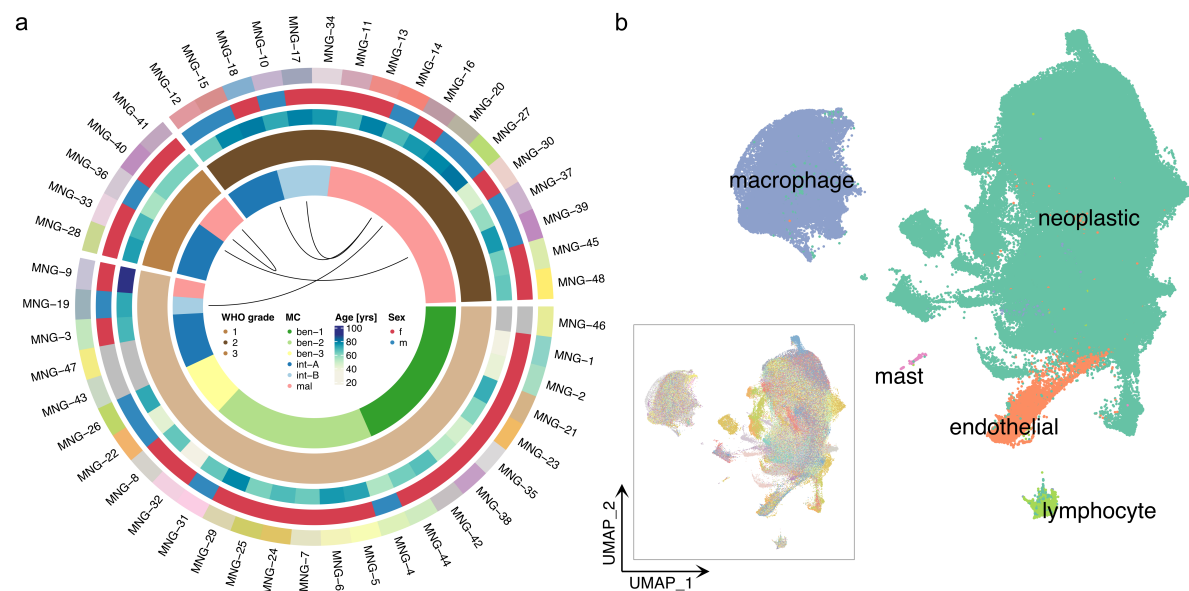 a
b
MNG−34
MNG−11
MNG−13
MNG−14
MNG−16
MNG−20
MNG−27
MNG−30
MNG−37
MNG−39
MNG−45
MNG−48
MNG−46
MNG−1
MNG−2
MNG−21
MNG−23
MNG−35
MNG−38
MNG−42
MNG−44
MNG−4
MNG−5
MNG−6
MNG−7
MNG−24
MNG−25
MNG−29
MNG−31
MNG−32
MNG−8
MNG−22
MNG−26
MNG−43
MNG−47
MNG−3
MNG−19
MNG−9
MNG−28
MNG−33
MNG−36
MNG−40
MNG−41
MNG−12
MNG−15
MNG−18
MNG−10
MNG−17
WHO grade
1
2
3
MC
ben−1
ben−2
ben−3
int−A
int−B
mal
Age [yrs]
100
80
60
40
20
Sex
f
m
macrophage
neoplastic
mast
endothelial
lymphocyte
UMAP_2
UMAP_1